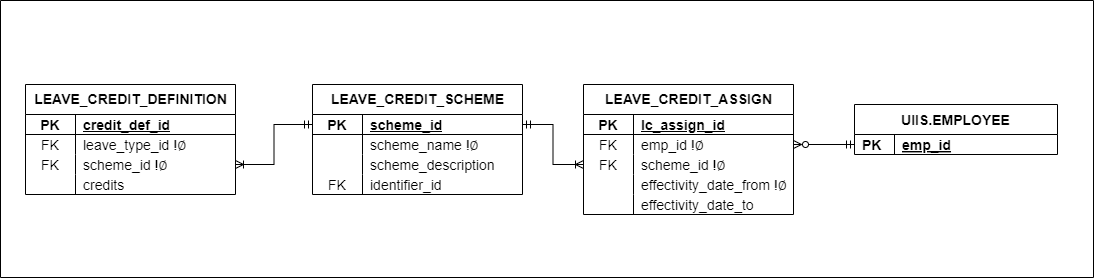 LEAVE_CREDIT_DEFINITION
PK credit_def_id
FK leave_type_id !Ø
FK scheme_id !Ø
credits
LEAVE_CREDIT_SCHEME
PK scheme_id
scheme_name !Ø
scheme_description
FK identifier_id
LEAVE_CREDIT_ASSIGN
PK lc_assign_id
FK emp_id !Ø
FK scheme_id !Ø
effectivity_date_from !Ø
effectivity_date_to
UIIS.EMPLOYEE
PK emp_id